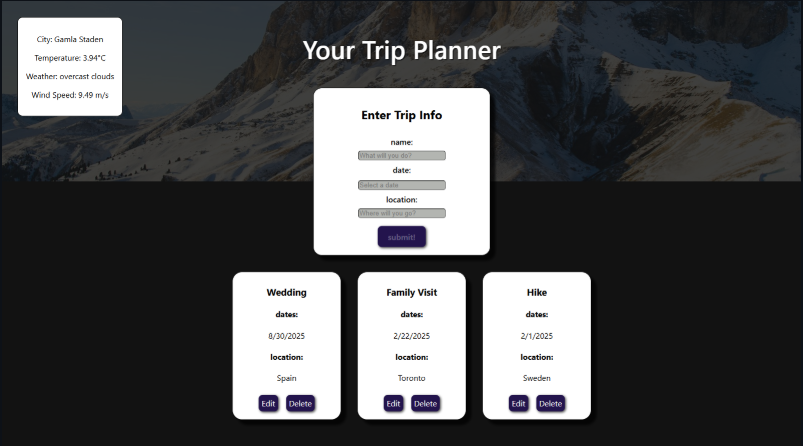 City: Gamla Staden
Temperature: 3.94°C
Weather: overcast clouds
Wind Speed: 9.49 m/s
Your Trip Planner
Enter Trip Info
name:
What will you do?
date:
Select a date
location:
Where will you go?
submit!
Wedding
dates:
8/30/2025
location:
Spain
Edit Delete
Family Visit
dates:
2/22/2025
location:
Toronto
Edit Delete
Hike
dates:
2/1/2025
location:
Sweden
Edit Delete